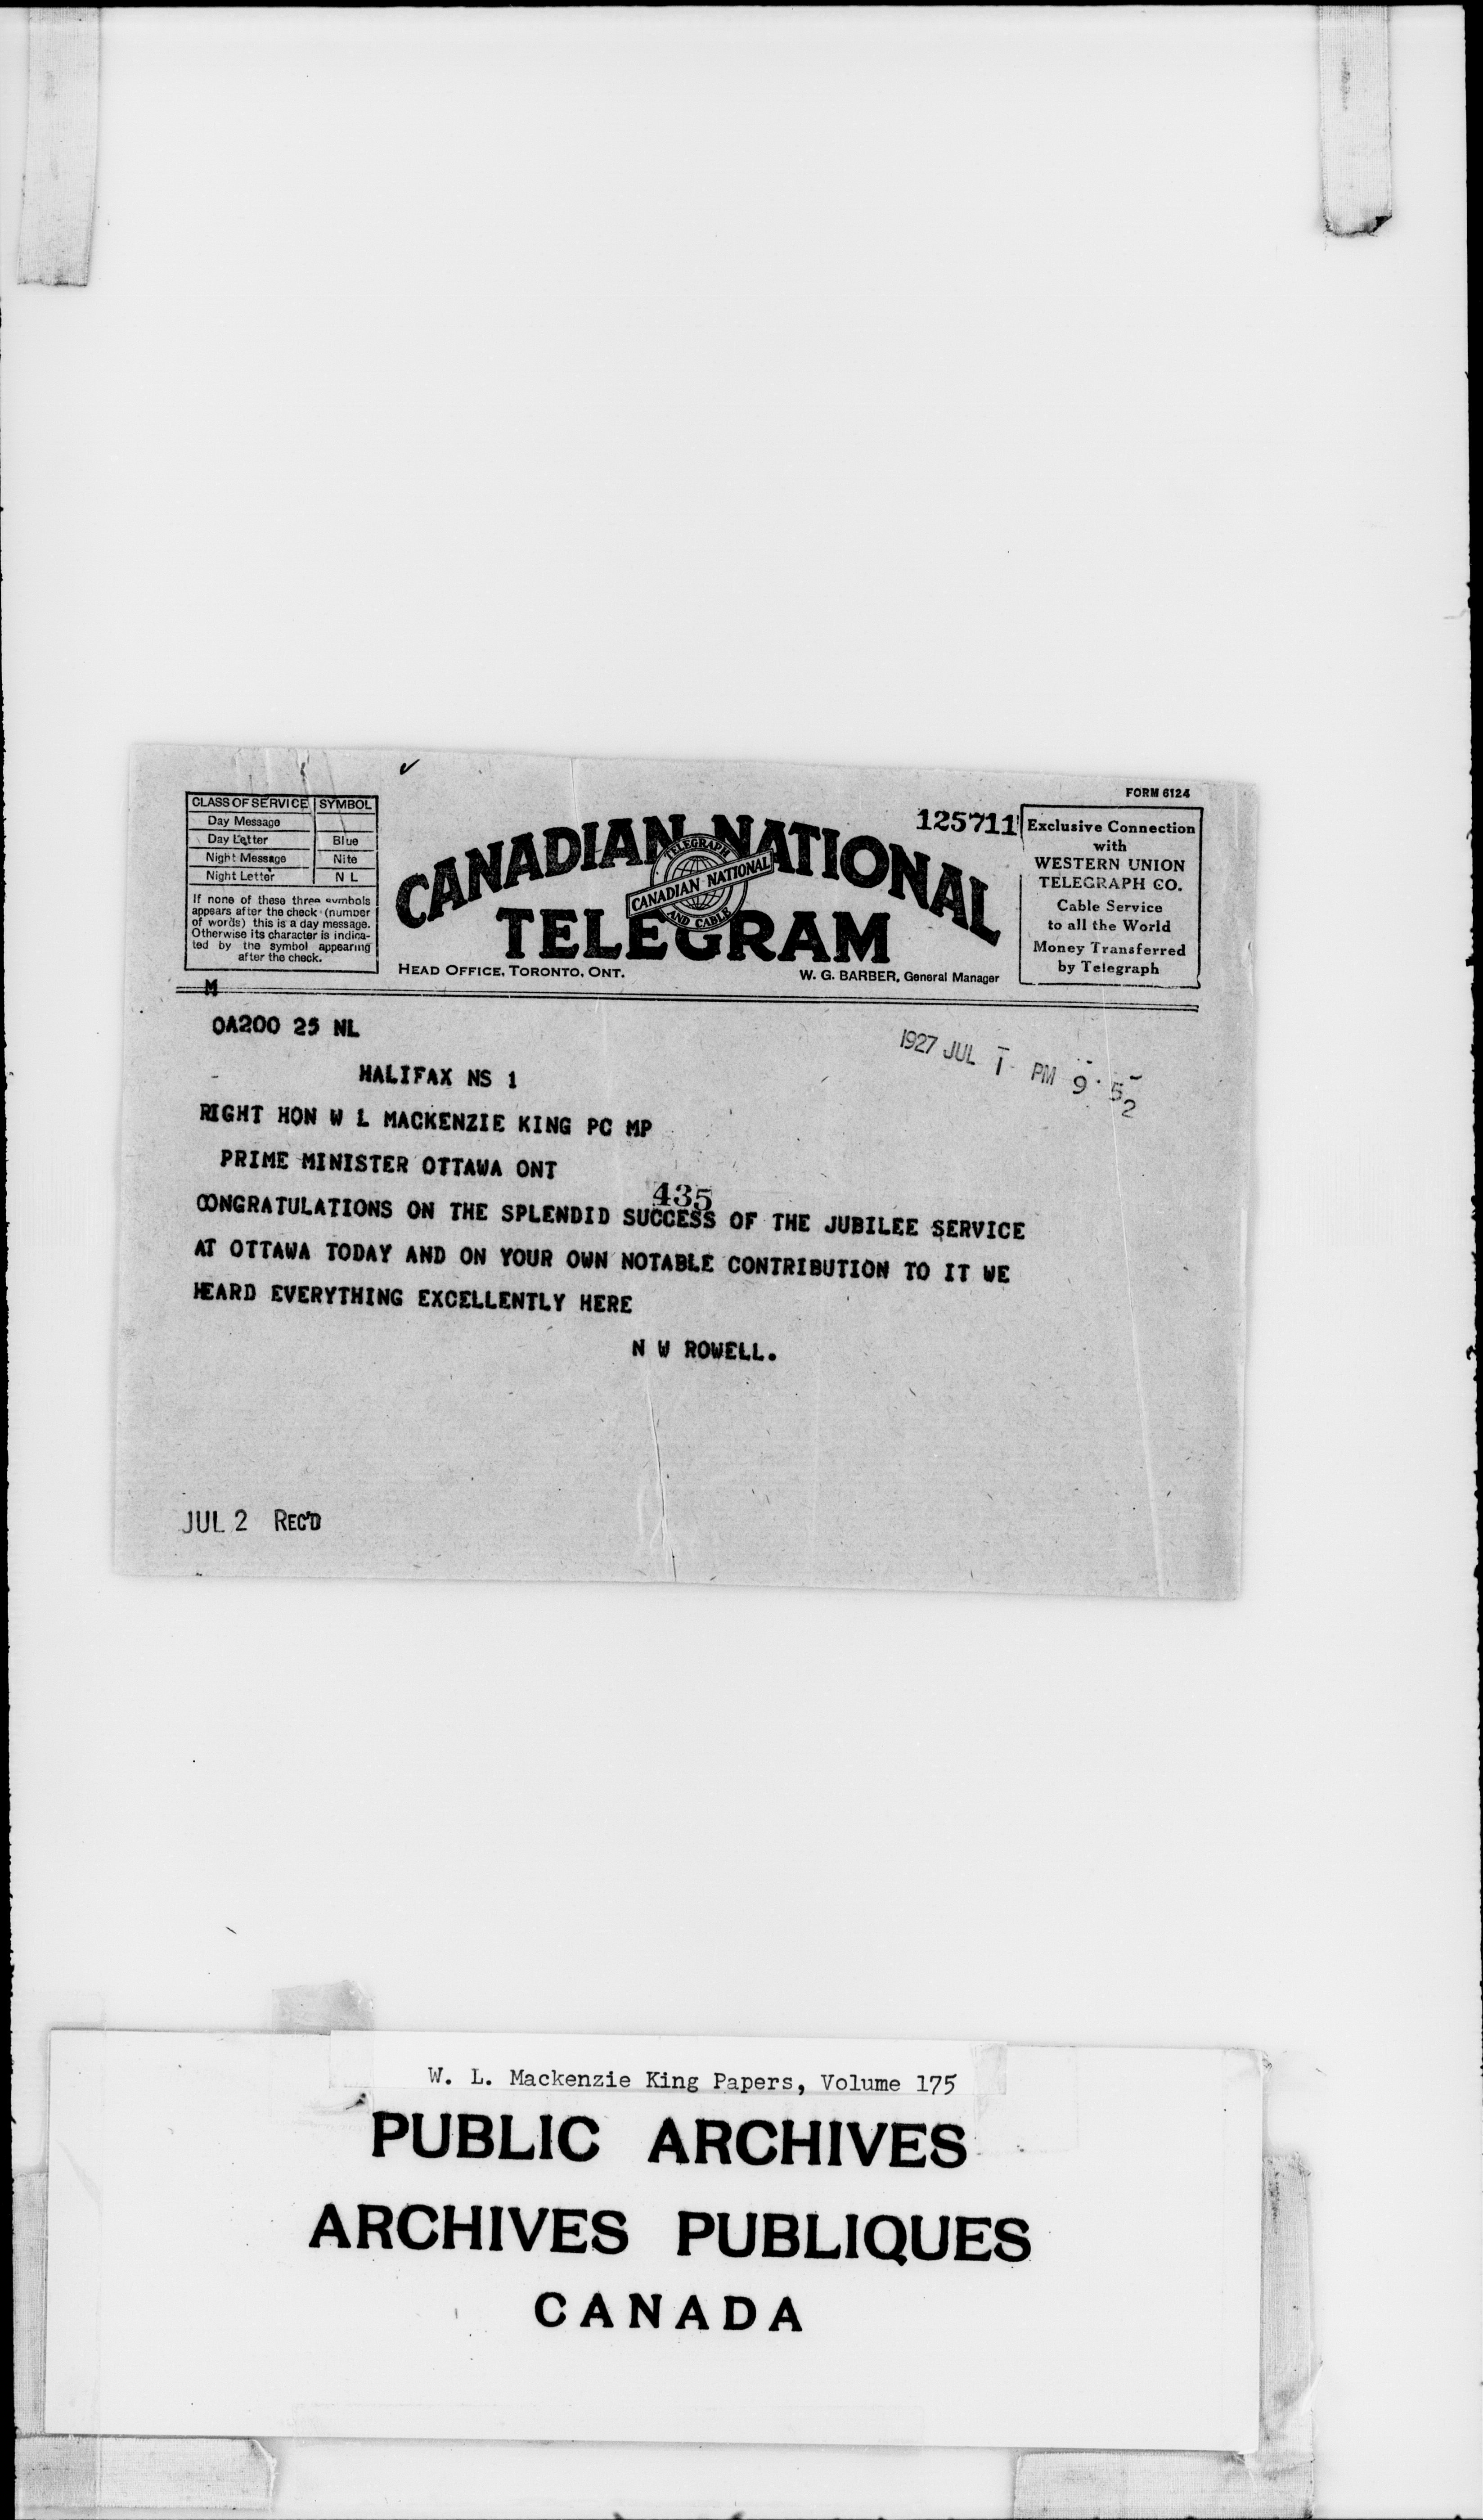 FORM 6124
CLASS OF SERVICE SYMBOL
Day Message
Day Letter Blue
Night Message Nite
Night Letter N L
If none of these three symbols
appears after the check (number
of words) this is a day message.
Otherwise its character is indica-
ted by the symbol appearing
after the check.
CANADIAN NATIONAL
TELEGRAPH
CANADIAN NATIONAL
AND CABLE
TELEGRAM
HEAD OFFICE, TORONTO, ONT.
W. G. BARBER, General Manager
125711
Exclusive Connection
with
WESTERN UNION
TELEGRAPH CO.
Cable Service
to all the World
Money Transferred
by Telegraph
M
OA200 25 NL
1927 JUL 1 PM 9 52
HALIFAX NS 1
RIGHT HON W L MACKENZIE KING PC MP
PRIME MINISTER OTTAWA ONT
435
CONGRATULATIONS ON THE SPLENDID SUCCESS OF THE JUBILEE SERVICE
AT OTTAWA TODAY AND ON YOUR OWN NOTABLE CONTRIBUTION TO IT WE
HEARD EVERYTHING EXCELLENTLY HERE
N W ROWELL.
JUL 2 REC'D
W. L. Mackenzie King Papers, Volume 175
PUBLIC ARCHIVES
ARCHIVES PUBLIQUES
CANADA